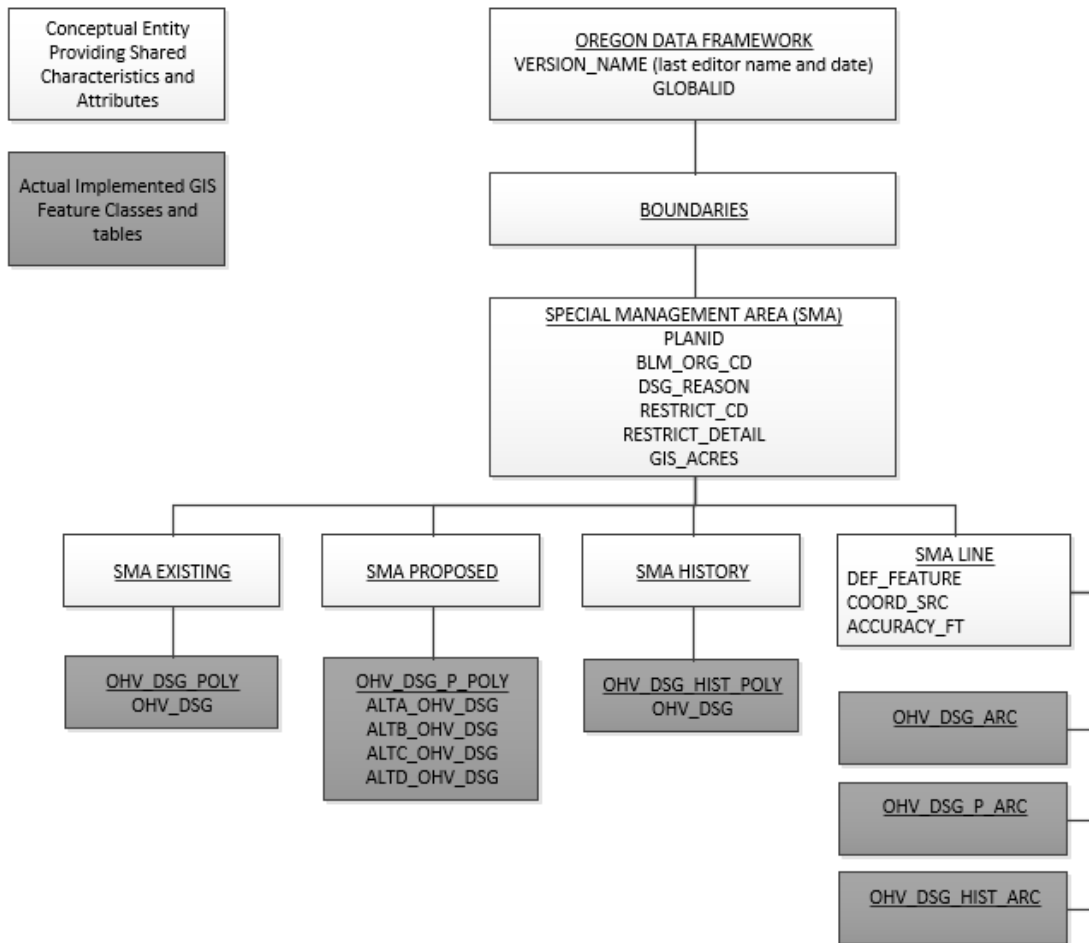 Conceptual Entity
Providing Shared
Characteristics and
Attributes
Actual Implemented GIS
Feature Classes and
tables
OREGON DATA FRAMEWORK
VERSION_NAME (last editor name and date)
GLOBALID
BOUNDARIES
SPECIAL MANAGEMENT AREA (SMA)
PLANID
BLM_ORG_CD
DSG_REASON
RESTRICT_CD
RESTRICT_DETAIL
GIS_ACRES
SMA EXISTING
SMA PROPOSED
SMA HISTORY
SMA LINE
DEF_FEATURE
COORD_SRC
ACCURACY_FT
OHV_DSG_POLY
OHV_DSG
OHV_DSG_P_POLY
ALTA_OHV_DSG
ALTB_OHV_DSG
ALTC_OHV_DSG
ALTD_OHV_DSG
OHV_DSG_HIST_POLY
OHV_DSG
OHV_DSG_ARC
OHV_DSG_P_ARC
OHV_DSG_HIST_ARC